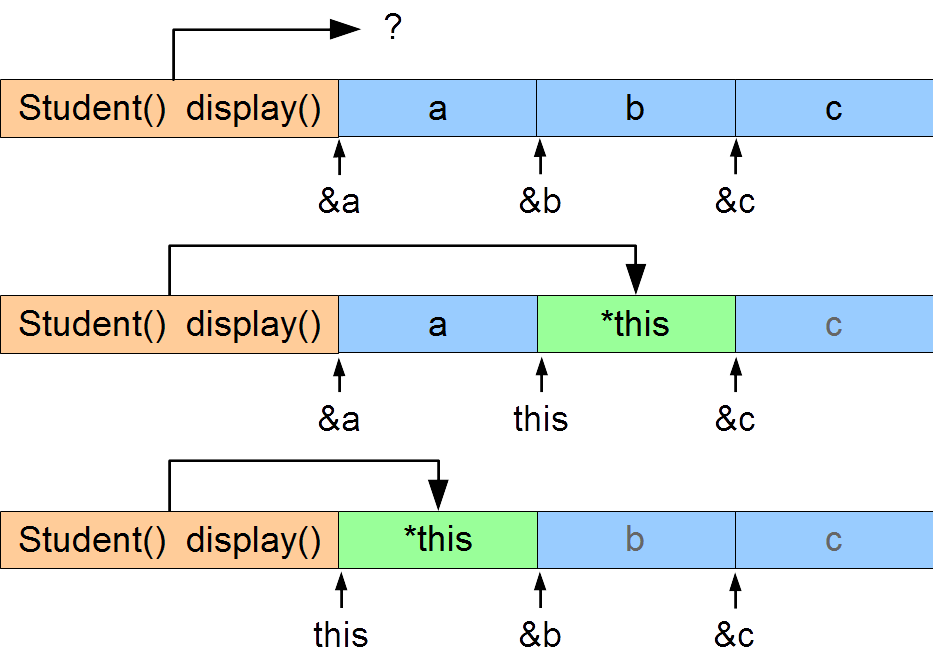 ?
Student() display() a b c
&a &b &c
Student() display() a *this c
&a this &c
Student() display() *this b c
this &b &c